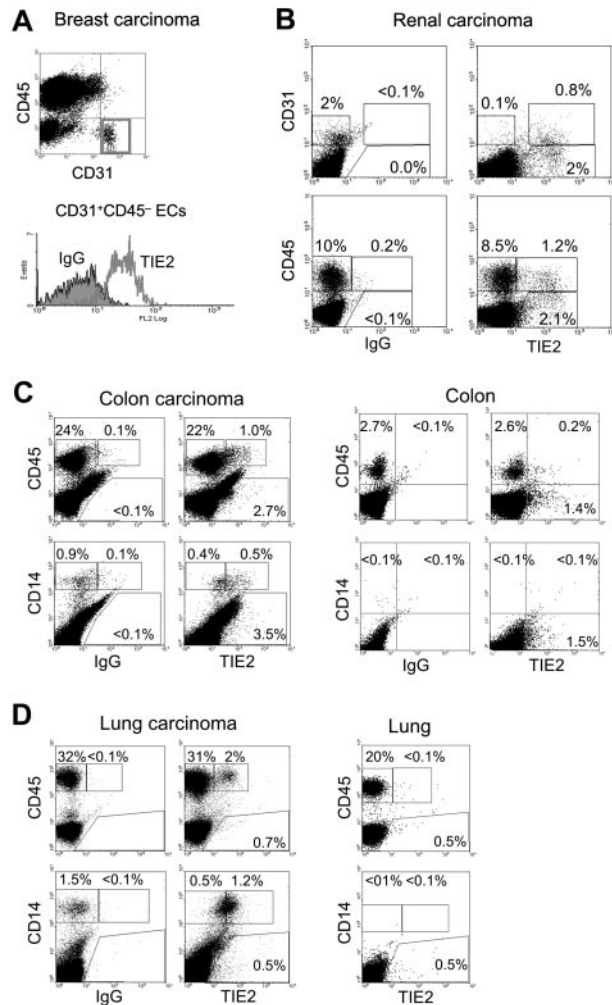 A
Breast carcinoma
CD45
CD31
CD31⁺CD45⁻ ECs
IgG
TIE2
Events
FL2 Log
B
Renal carcinoma
CD31
2%
<0.1%
0.0%
0.1%
0.8%
2%
CD45
10%
0.2%
<0.1%
8.5%
1.2%
2.1%
IgG
TIE2
C
Colon carcinoma
Colon
CD45
24%
0.1%
<0.1%
22%
1.0%
2.7%
CD45
2.7%
<0.1%
2.6%
0.2%
1.4%
CD14
0.9%
0.1%
<0.1%
0.4%
0.5%
3.5%
CD14
<0.1%
<0.1%
<0.1%
<0.1%
1.5%
IgG
TIE2
IgG
TIE2
D
Lung carcinoma
Lung
CD45
32%
<0.1%
31%
2%
0.7%
CD45
20%
<0.1%
0.5%
CD14
1.5%
<0.1%
0.5%
1.2%
0.5%
CD14
<01%
<0.1%
0.5%
IgG
TIE2
TIE2